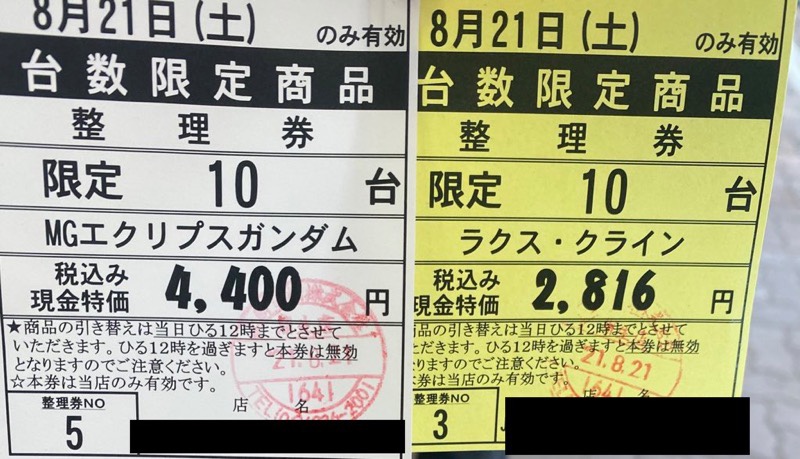 8月21日(土) のみ有効
台数限定商品
整理券
限定 10 台
MGエクリプスガンダム
税込み
現金特価 4,400 円
★商品の引き替えは当日ひる12時までとさせて
いただきます。ひる12時を過ぎますと本券は無効
となりますのでご注意ください。
☆本券は当店のみ有効です。
整理券NO
5
店名
21.8.21
1641
8月21日(土) のみ有効
台数限定商品
整理券
限定 10 台
ラクス・クライン
税込み
現金特価 2,816 円
商品の引き替えは当日ひる12時までとさせて
ただきます。ひる12時を過ぎますと本券は無効
なりますのでご注意ください。
本券は当店のみ有効です。
整理券NO
3
店名
21.8.21
1641